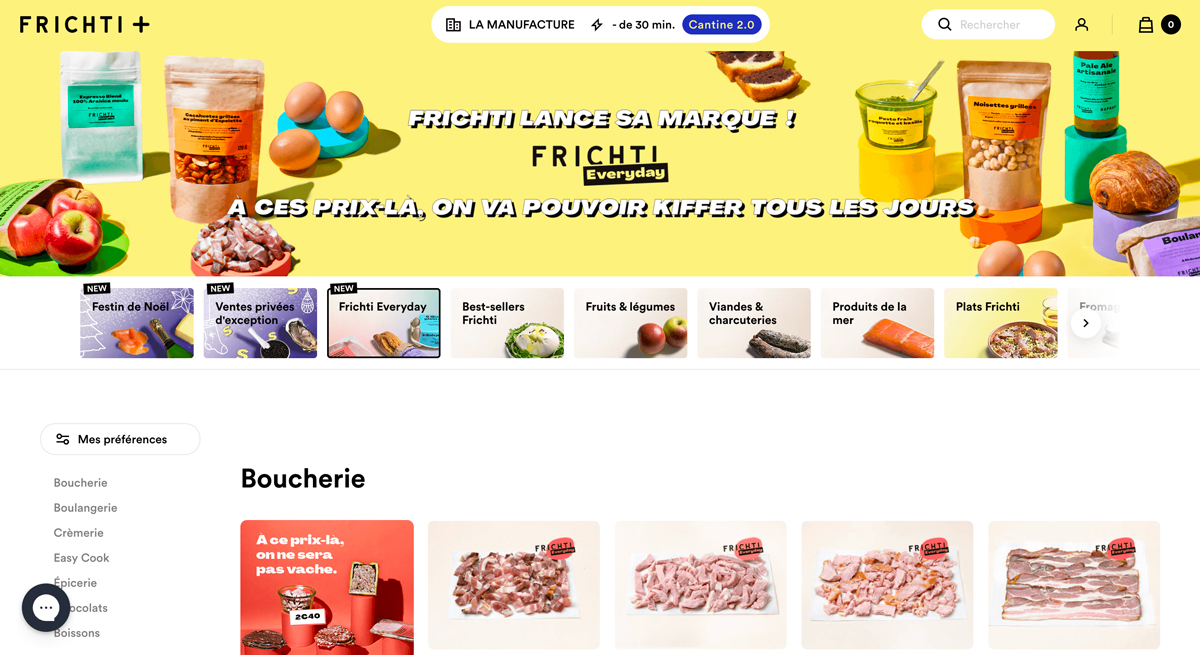 FRICHTI +
LA MANUFACTURE
- de 30 min.
Cantine 2.0
Rechercher
0
FRICHTI LANCE SA MARQUE !
FRICHTI
Everyday
À CES PRIX-LÀ, ON VA POUVOIR KIFFER TOUS LES JOURS
Espresso Blend
100% Arabica moulu
FRICHTI
Cacahuètes grillées
au piment d'Espelette
FRICHTI
Pesto frais
roquette et basilic
Noisettes grillées
FRICHTI
Pale Ale
artisanale
Boulan
NEW
Festin de Noël
NEW
Ventes privées
d'exception
NEW
Frichti Everyday
Best-sellers
Frichti
Fruits & légumes
Viandes &
charcuteries
Produits de la
mer
Plats Frichti
Fromag
Mes préférences
Boucherie
Boulangerie
Crèmerie
Easy Cook
Épicerie
ocolats
Boissons
Boucherie
À ce prix-là,
on ne sera
pas vache.
2€40
FRICHTI
Everyday
FRICHTI
Everyday
FRICHTI
Everyday
FRICHTI
Everyday